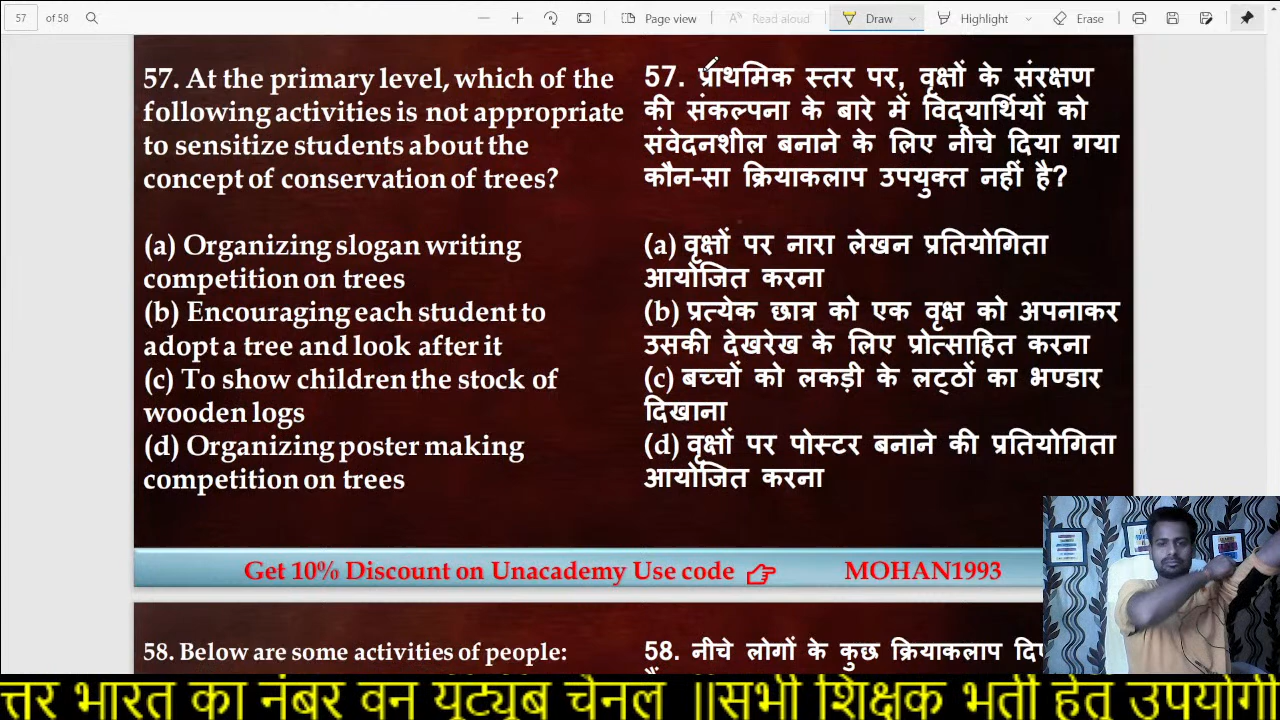 57 of 58 Page view Read aloud Draw Highlight Erase
57. At the primary level, which of the
following activities is not appropriate
to sensitize students about the
concept of conservation of trees?
(a) Organizing slogan writing
competition on trees
(b) Encouraging each student to
adopt a tree and look after it
(c) To show children the stock of
wooden logs
(d) Organizing poster making
competition on trees
57. प्राथमिक स्तर पर, वृक्षों के संरक्षण
की संकल्पना के बारे में विद्यार्थियों को
संवेदनशील बनाने के लिए नीचे दिया गया
कौन-सा क्रियाकलाप उपयुक्त नहीं है?
(a) वृक्षों पर नारा लेखन प्रतियोगिता
आयोजित करना
(b) प्रत्येक छात्र को एक वृक्ष को अपनाकर
उसकी देखरेख के लिए प्रोत्साहित करना
(c) बच्चों को लकड़ी के लट्ठों का भण्डार
दिखाना
(d) वृक्षों पर पोस्टर बनाने की प्रतियोगिता
आयोजित करना
Get 10% Discount on Unacademy Use code MOHAN1993
58. Below are some activities of people:
58. नीचे लोगों के कुछ क्रियाकलाप
भारत का नंबर वन यूट्यूब चेनल ||सभी शिक्षक भर्ती हेतु उपयोगी